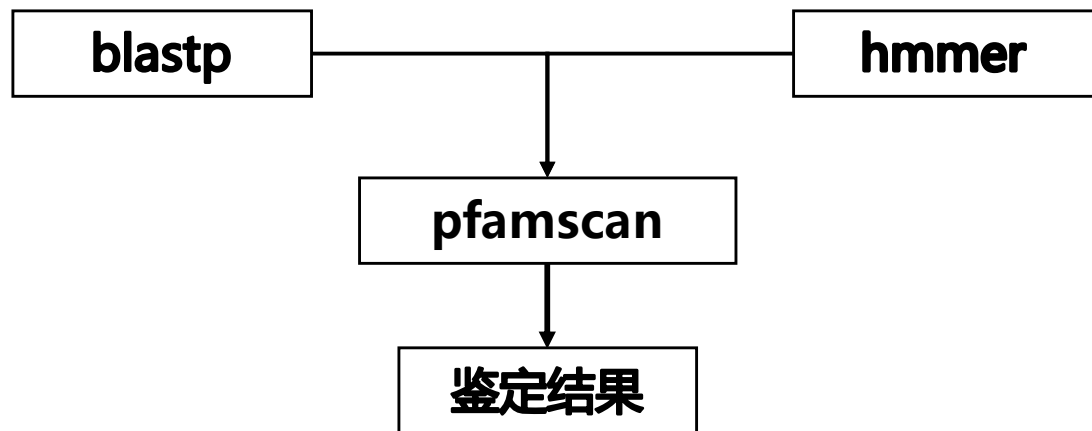 blastp
hmmer
pfamscan
鉴定结果